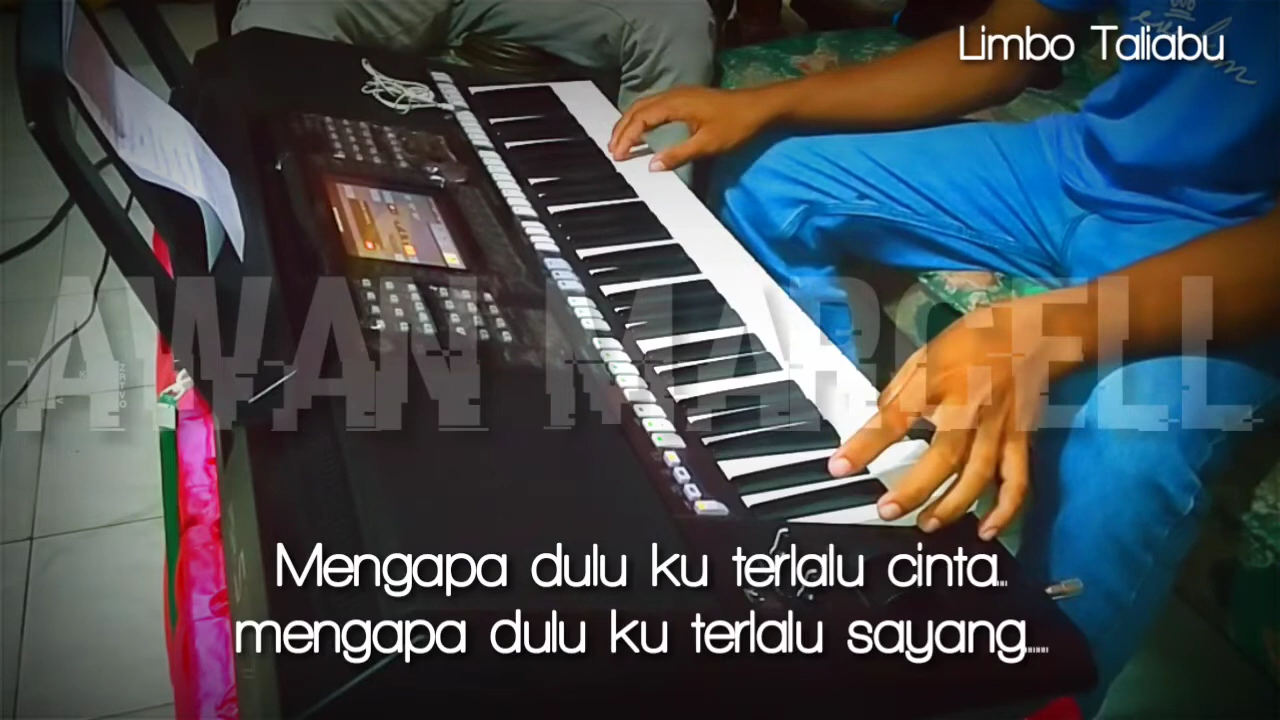 Limbo Taliabu
AWAN MARCELL
Mengapa dulu ku terlalu cinta...
mengapa dulu ku terlalu sayang......